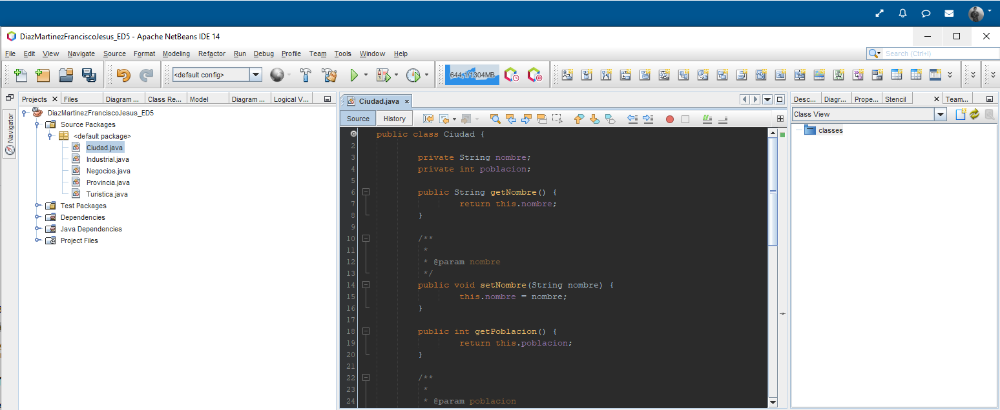 DiazMartinezFranciscoJesus_ED5 - Apache NetBeans IDE 14
File Edit View Navigate Source Format Modeling Refactor Run Debug Profile Team Tools Window Help
Search (Ctrl+I)
<default config>
644,1/1304MB
Projects Files Diagram ... Class Re... Model Diagram ... Logical V...
Navigator
DiazMartinezFranciscoJesus_ED5
Source Packages
<default package>
Ciudad.java
Industrial.java
Negocios.java
Provincia.java
Turistica.java
Test Packages
Dependencies
Java Dependencies
Project Files
Ciudad.java
Source History
public class Ciudad {
2
3 private String nombre;
4 private int poblacion;
5
6 public String getNombre() {
7 return this.nombre;
8 }
9
10 /**
11 *
12 * @param nombre
13 */
14 public void setNombre(String nombre) {
15 this.nombre = nombre;
16 }
17
18 public int getPoblacion() {
19 return this.poblacion;
20 }
21
22 /**
23 *
24 * @param poblacion
Desc... Diagr... Prope... Stencil Team...
Class View
classes